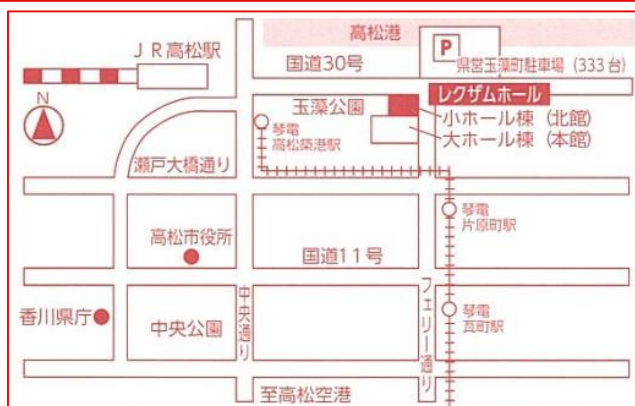 高松港
JR高松駅
国道30号
P
県営玉藻町駐車場(333台)
レクザムホール
N
玉藻公園
小ホール棟(北館)
琴電
高松築港駅
大ホール棟(本館)
瀬戸大橋通り
琴電
片原町駅
高松市役所
国道11号
香川県庁
中央公園
中央通り
フェリー通り
琴電
瓦町駅
至高松空港